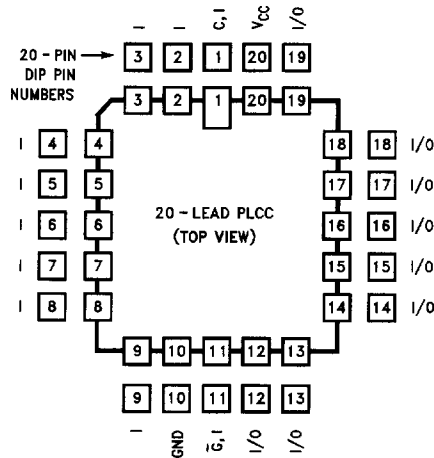 I I C, I VCC I/O
20-PIN DIP PIN NUMBERS 3 2 1 20 19
3 2 1 20 19
I 4 4 18 18 I/O
I 5 5 17 17 I/O
20-LEAD PLCC
(TOP VIEW)
I 6 6 16 16 I/O
I 7 7 15 15 I/O
I 8 8 14 14 I/O
9 10 11 12 13
9 10 11 12 13
I GND G̅, I I/O I/O